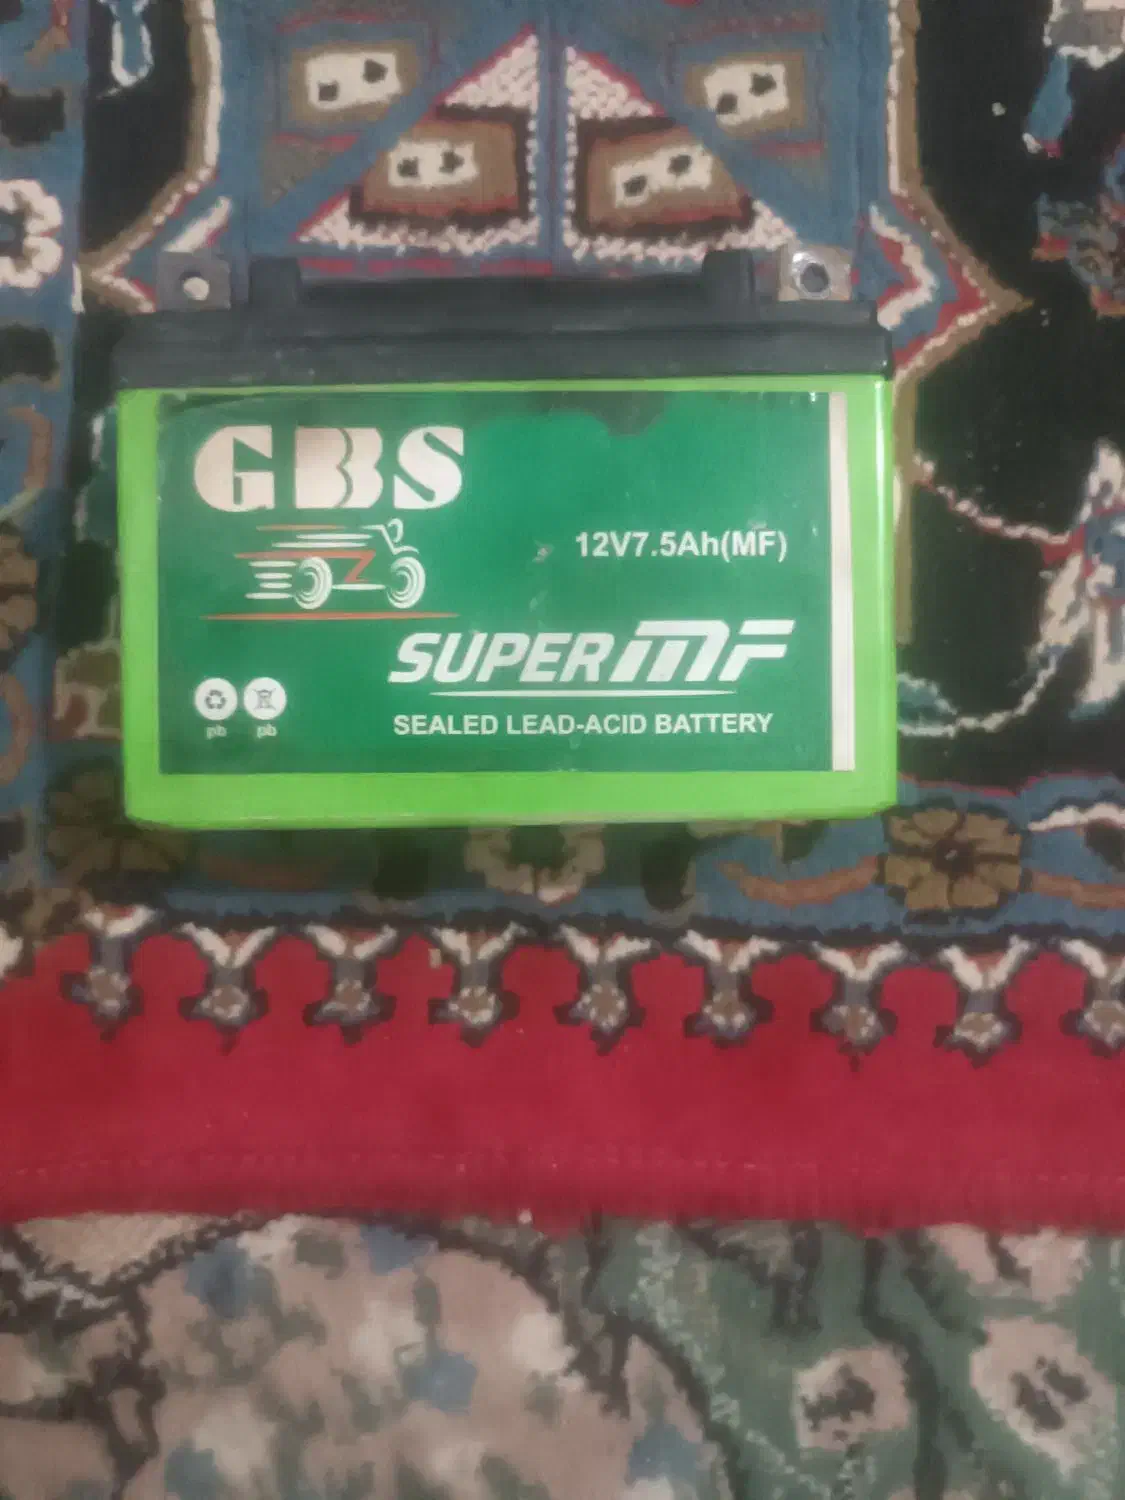 GBS
12V7.5Ah(MF)
SUPER MF
SEALED LEAD-ACID BATTERY
pb pb